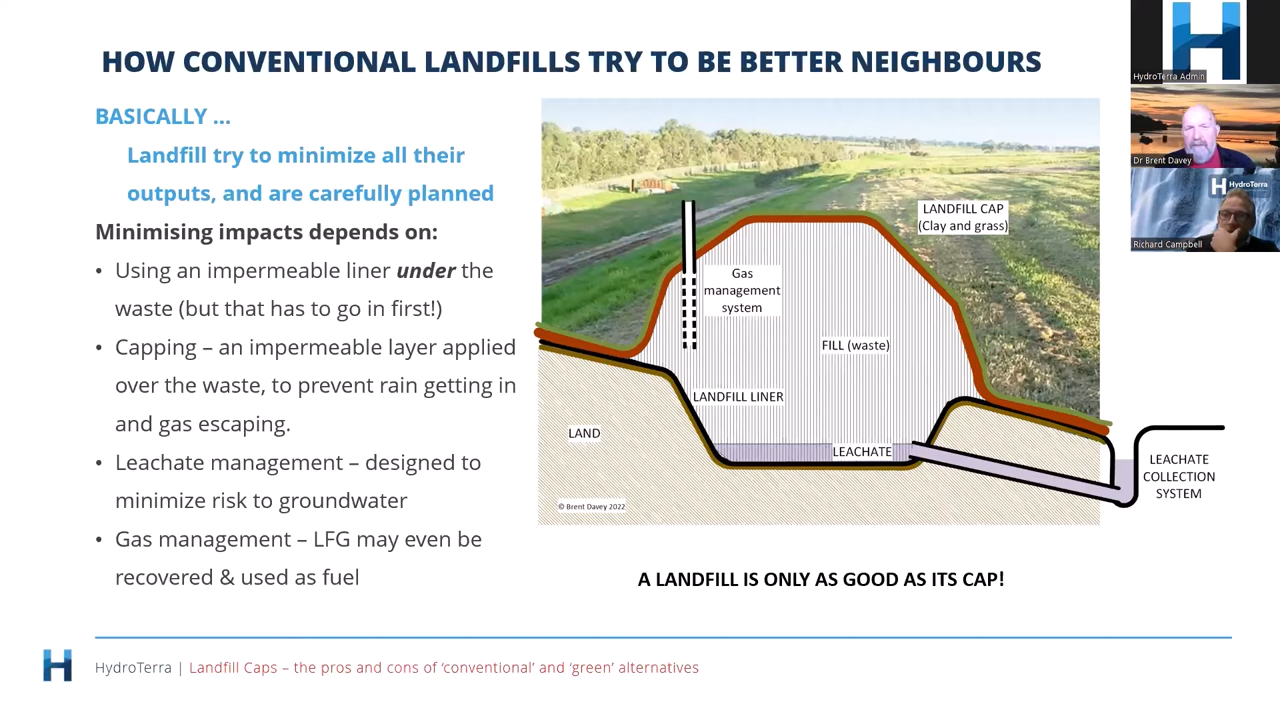 HOW CONVENTIONAL LANDFILLS TRY TO BE BETTER NEIGHBOURS
BASICALLY ...
Landfill try to minimize all their
outputs, and are carefully planned
Minimising impacts depends on:
• Using an impermeable liner under the
waste (but that has to go in first!)
• Capping – an impermeable layer applied
over the waste, to prevent rain getting in
and gas escaping.
• Leachate management – designed to
minimize risk to groundwater
• Gas management – LFG may even be
recovered & used as fuel
LANDFILL CAP
(Clay and grass)
Gas
management
system
FILL (waste)
LANDFILL LINER
LAND
LEACHATE
LEACHATE
COLLECTION
SYSTEM
© Brent Davey 2022
A LANDFILL IS ONLY AS GOOD AS ITS CAP!
H
HydroTerra | Landfill Caps – the pros and cons of ‘conventional’ and ‘green’ alternatives
H
HydroTerra Admin
Dr Brent Davey
H HydroTerra
Richard Campbell